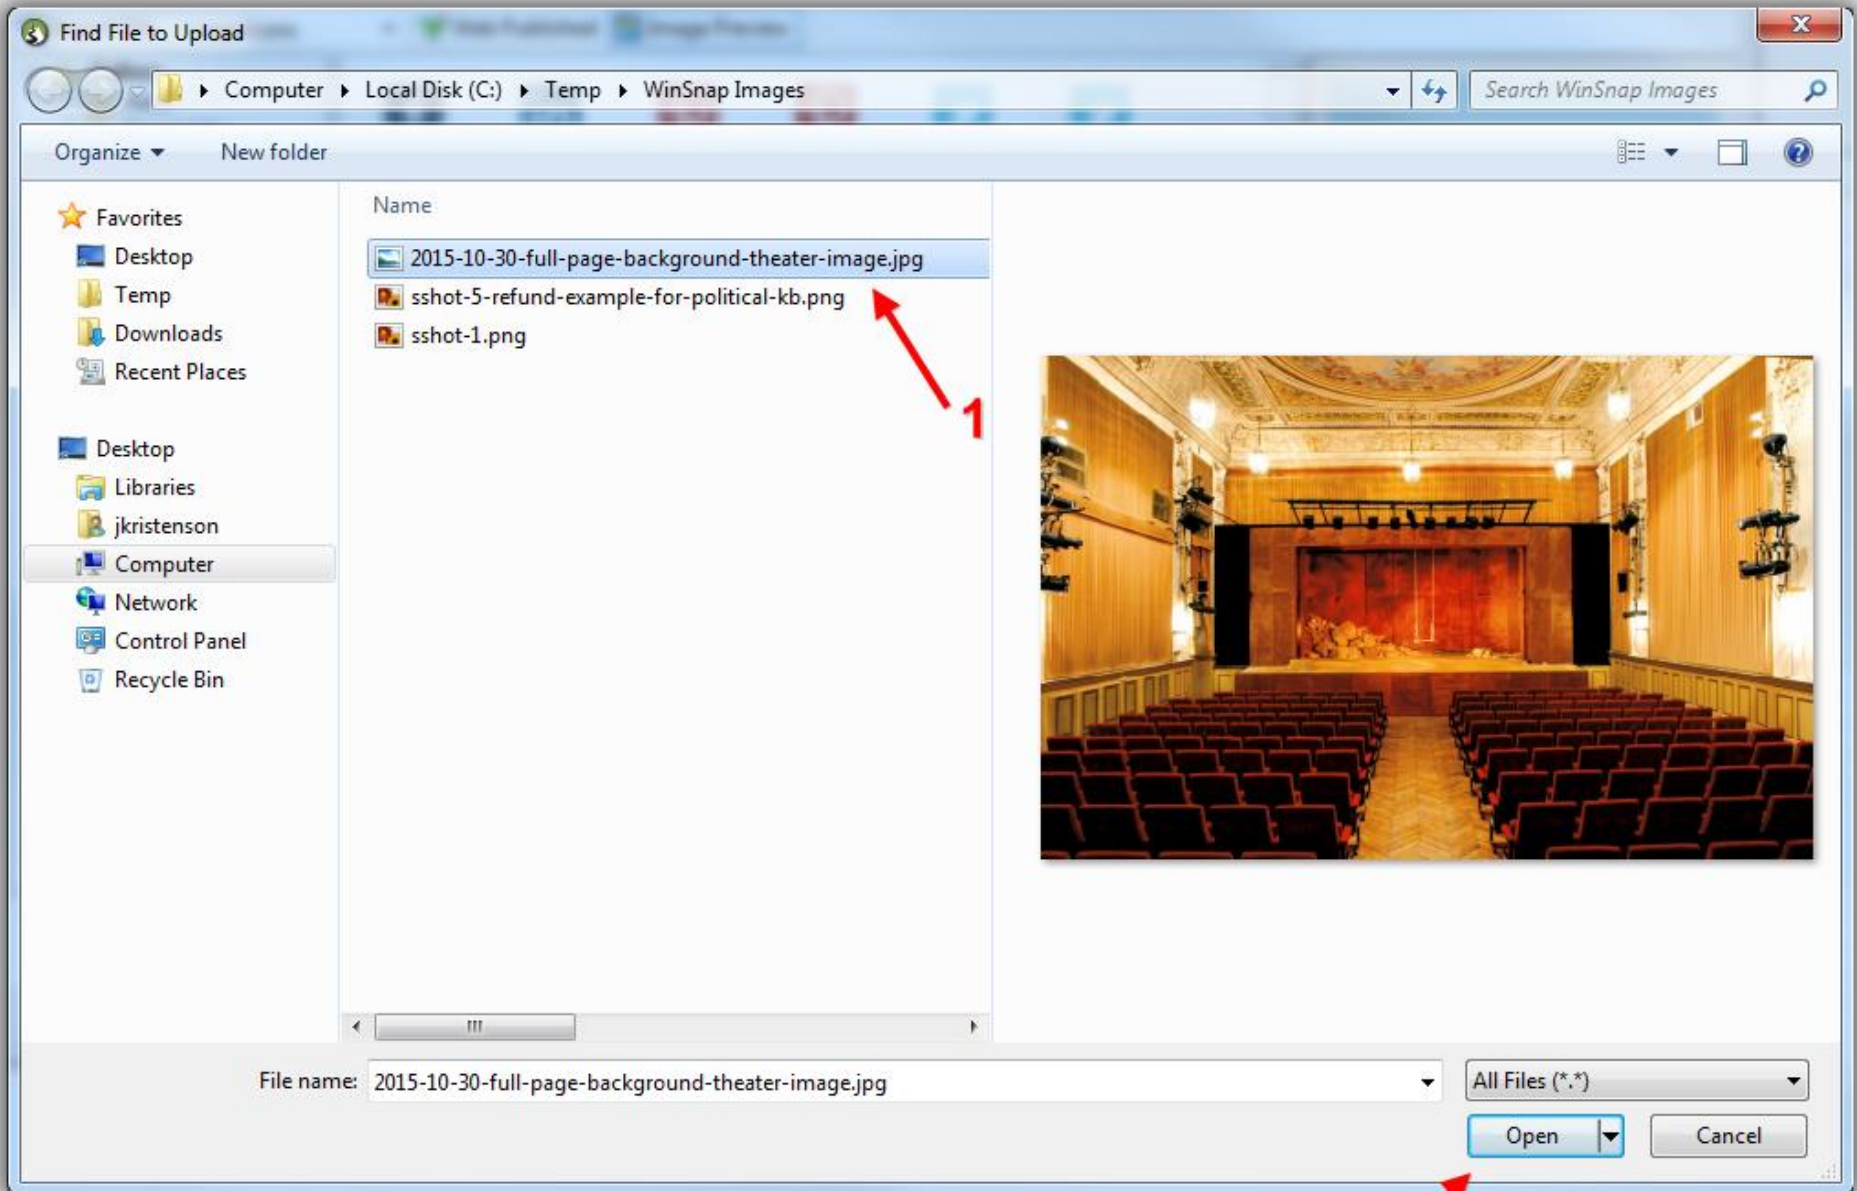 Find File to Upload
Computer Local Disk (C:) Temp WinSnap Images
Search WinSnap Images
Organize New folder
Favorites
Desktop
Temp
Downloads
Recent Places
Desktop
Libraries
jkristenson
Computer
Network
Control Panel
Recycle Bin
Name
2015-10-30-full-page-background-theater-image.jpg
sshot-5-refund-example-for-political-kb.png
sshot-1.png
1
File name: 2015-10-30-full-page-background-theater-image.jpg
All Files (*.*)
Open
Cancel